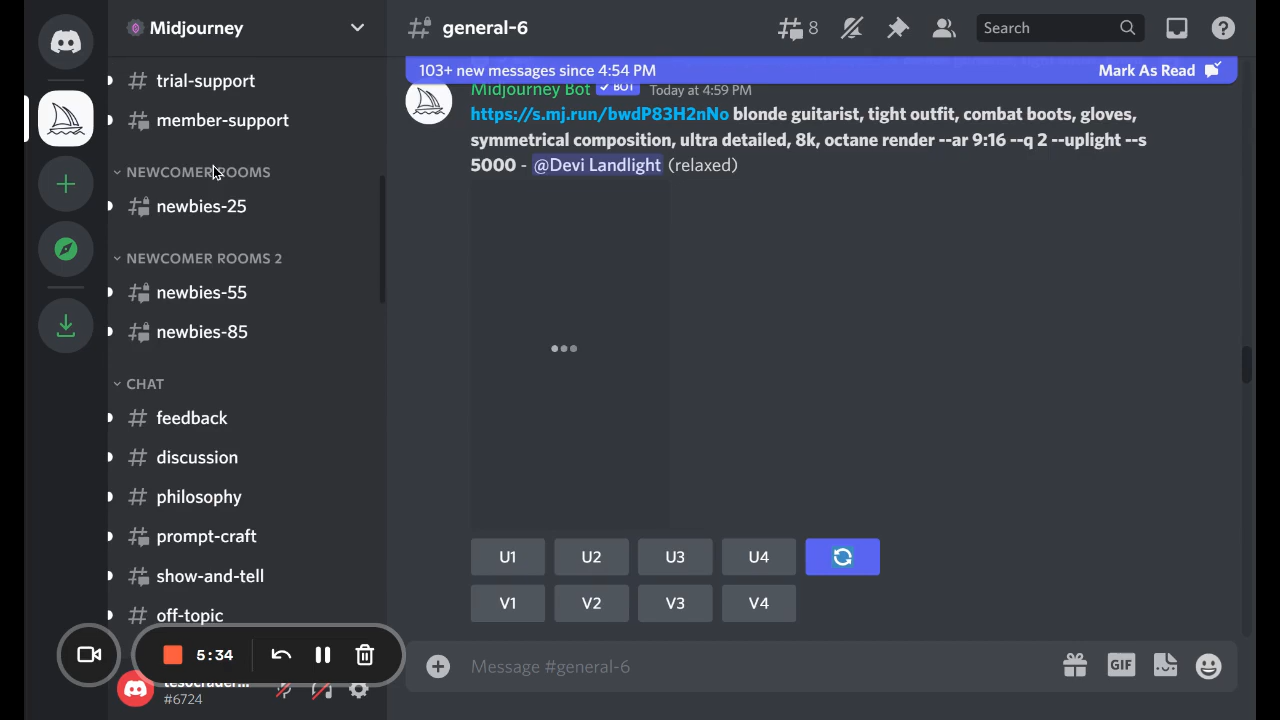 Midjourney
trial-support
member-support
NEWCOMER ROOMS
newbies-25
NEWCOMER ROOMS 2
newbies-55
newbies-85
CHAT
feedback
discussion
philosophy
prompt-craft
show-and-tell
off-topic
5:34
#6724
general-6
8
Search
103+ new messages since 4:54 PM
Mark As Read
Midjourney Bot ✓ BOT Today at 4:59 PM
https://s.mj.run/bwdP83H2nNo blonde guitarist, tight outfit, combat boots, gloves,
symmetrical composition, ultra detailed, 8k, octane render --ar 9:16 --q 2 --uplight --s
5000 - @Devi Landlight (relaxed)
U1 U2 U3 U4
V1 V2 V3 V4
Message #general-6
GIF